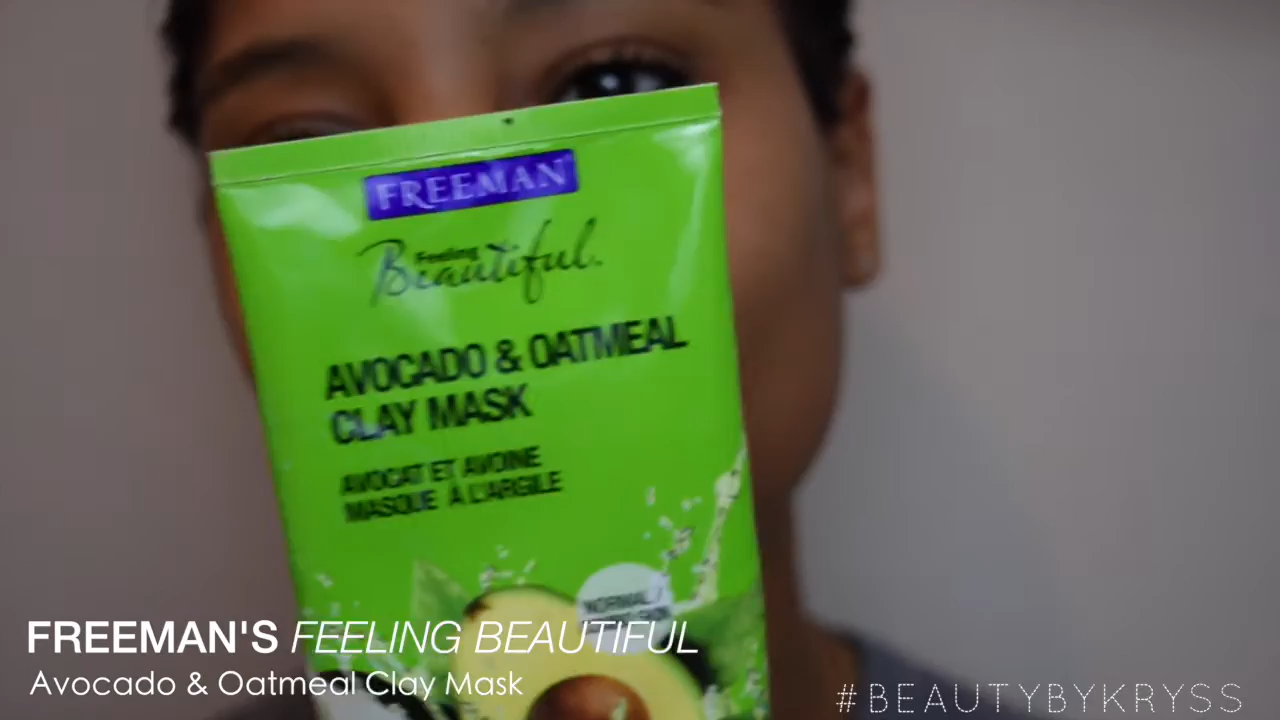 FREEMAN
Feeling
Beautiful.
AVOCADO & OATMEAL
CLAY MASK
AVOCAT ET AVOINE
MASQUE À L'ARGILE
NORMAL /
FREEMAN'S FEELING BEAUTIFUL
Avocado & Oatmeal Clay Mask
#BEAUTYBYKRYSS